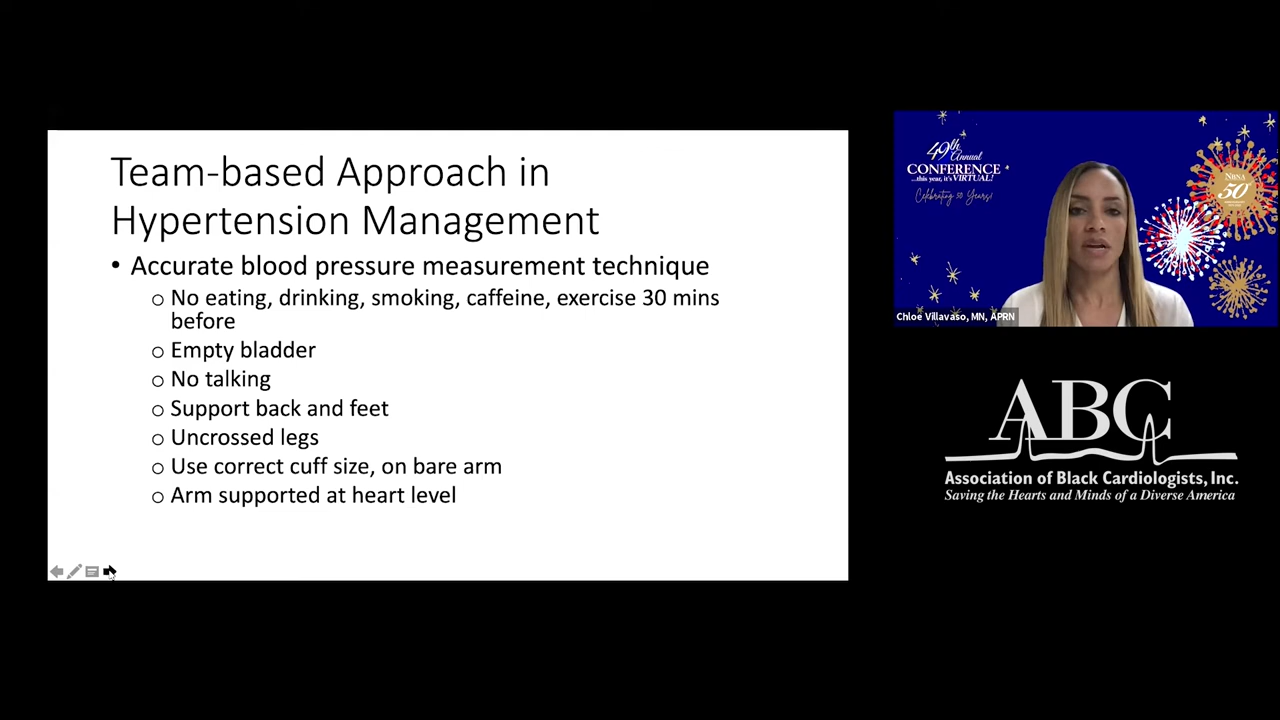 Team-based Approach in
Hypertension Management
• Accurate blood pressure measurement technique
o No eating, drinking, smoking, caffeine, exercise 30 mins
before
o Empty bladder
o No talking
o Support back and feet
o Uncrossed legs
o Use correct cuff size, on bare arm
o Arm supported at heart level
49th Annual
CONFERENCE
...this year, it's VIRTUAL!
Celebrating 50 Years!
NBNA
50
Chloe Villavaso, MN, APRN
ABC
Association of Black Cardiologists, Inc.
Saving the Hearts and Minds of a Diverse America